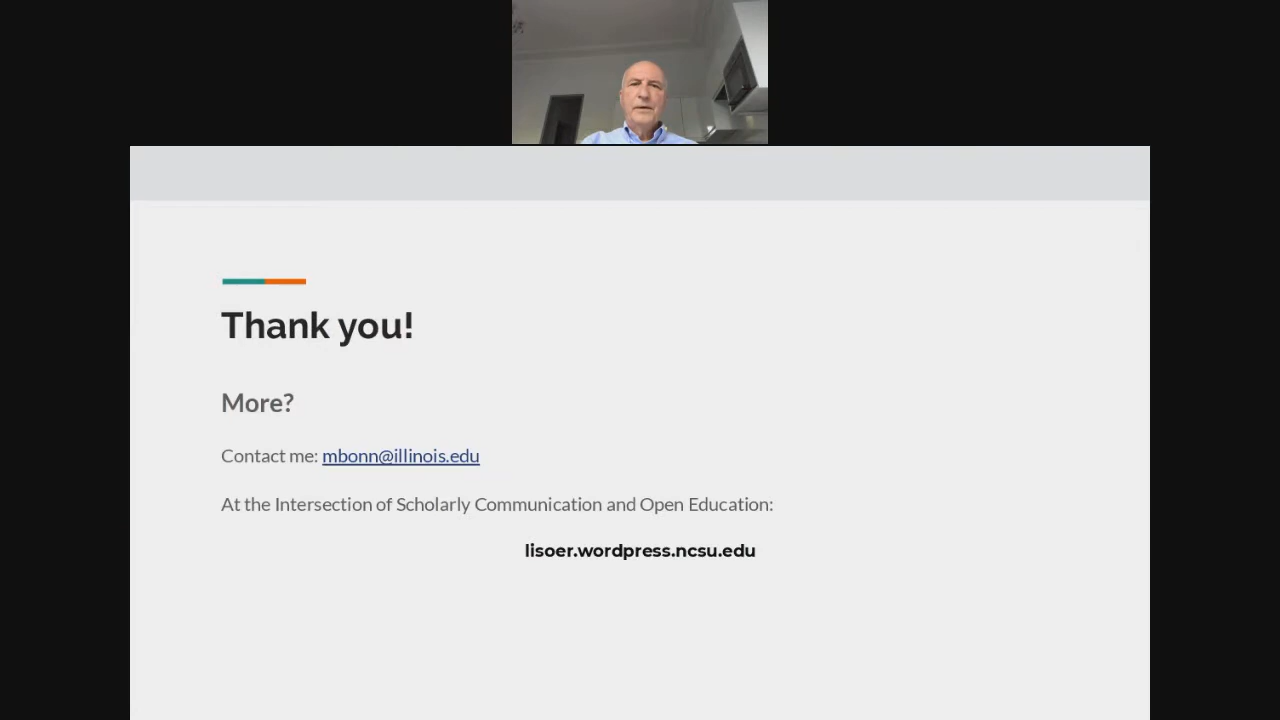 Thank you!
More?
Contact me: mbonn@illinois.edu
At the Intersection of Scholarly Communication and Open Education:
lisoer.wordpress.ncsu.edu